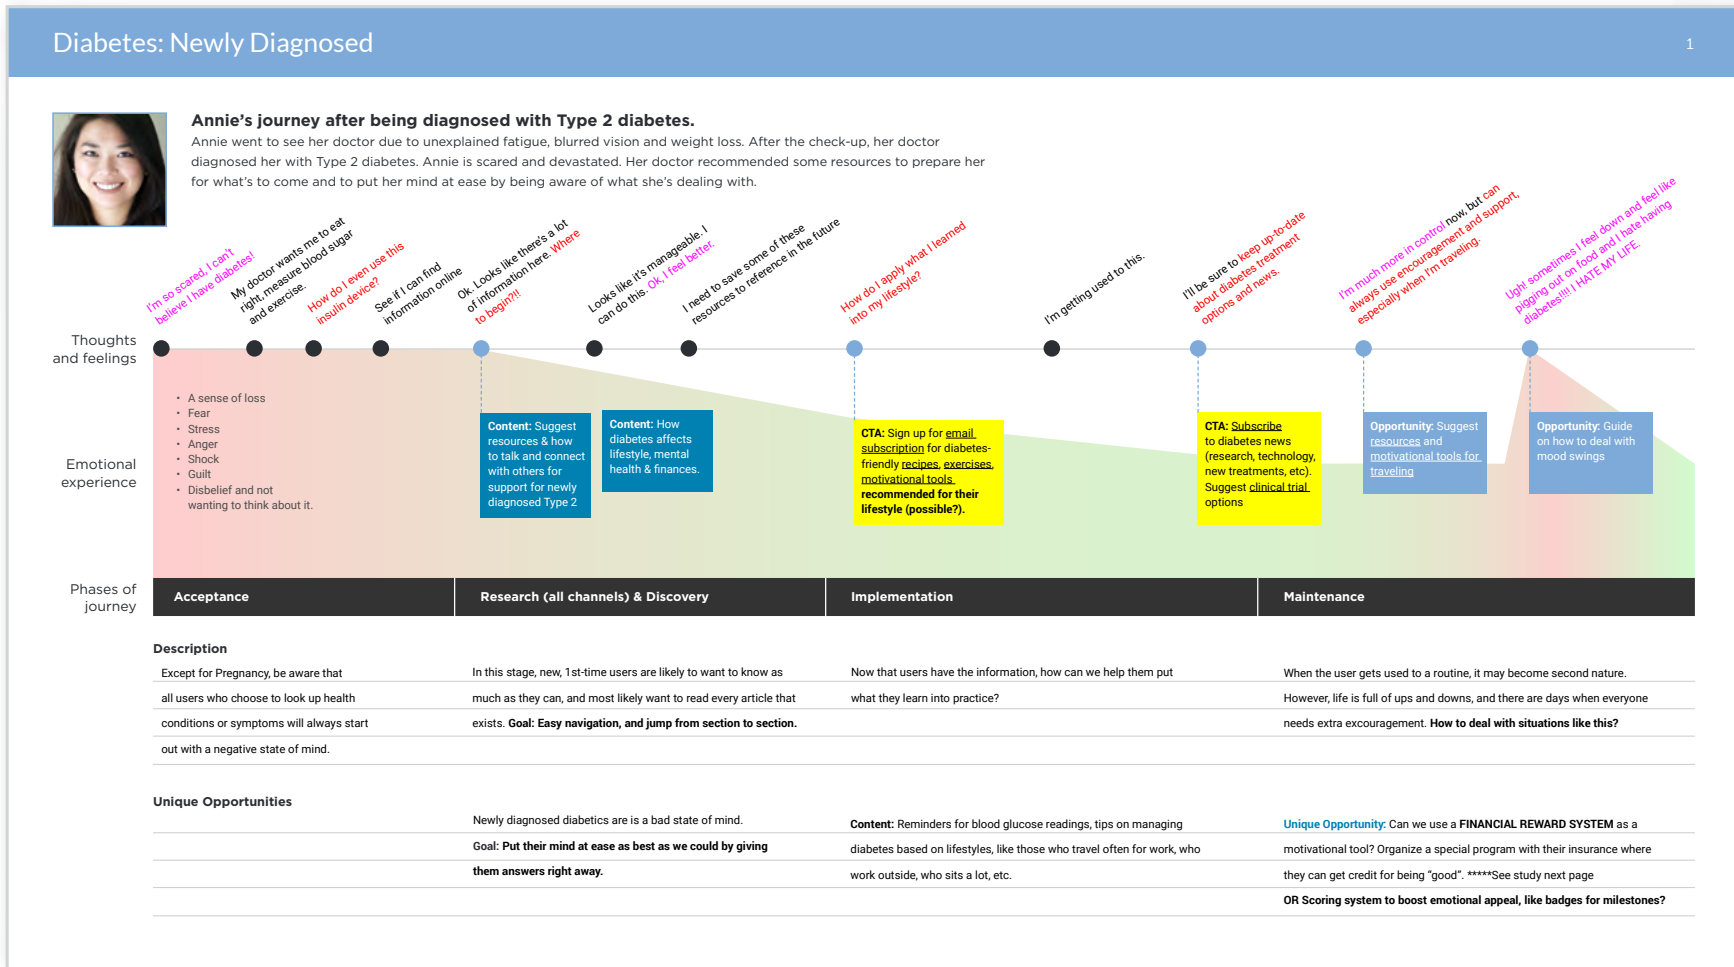 Diabetes: Newly Diagnosed
1
Annie's journey after being diagnosed with Type 2 diabetes.
Annie went to see her doctor due to unexplained fatigue, blurred vision and weight loss. After the check-up, her doctor
diagnosed her with Type 2 diabetes. Annie is scared and devastated. Her doctor recommended some resources to prepare her
for what's to come and to put her mind at ease by being aware of what she's dealing with.
Thoughts
and feelings
I'm so scared, I can't
believe I have diabetes!
My doctor wants me to eat
right, measure blood sugar
and exercise.
How do I even use this
insulin device?
See if I can find
information online
Ok. Looks like there's a lot
of information here. Where
to begin?!!
Looks like it's manageable. I
can do this. Ok, I feel better.
I need to save some of these
resources to reference in the future
How do I apply what I learned
into my lifestyle?
I'm getting used to this.
I'll be sure to keep up-to-date
about diabetes treatment
options and news.
I'm much more in control now, but can
always use encouragement and support,
especially when I'm traveling.
Ugh! sometimes I feel down and feel like
pigging out on food and I hate having
diabetes!!!! I HATE MY LIFE.
Emotional
experience
• A sense of loss
• Fear
• Stress
• Anger
• Shock
• Guilt
• Disbelief and not
wanting to think about it.
Content: Suggest
resources & how
to talk and connect
with others for
support for newly
diagnosed Type 2
Content: How
diabetes affects
lifestyle, mental
health & finances.
CTA: Sign up for email
subscription for diabetes-
friendly recipes, exercises,
motivational tools
recommended for their
lifestyle (possible?).
CTA: Subscribe
to diabetes news
(research, technology,
new treatments, etc).
Suggest clinical trial
options
Opportunity: Suggest
resources and
motivational tools for
traveling
Opportunity: Guide
on how to deal with
mood swings
Phases of
journey
Acceptance
Research (all channels) & Discovery
Implementation
Maintenance
Description
Except for Pregnancy, be aware that
all users who choose to look up health
conditions or symptoms will always start
out with a negative state of mind.
In this stage, new, 1st-time users are likely to want to know as
much as they can, and most likely want to read every article that
exists. Goal: Easy navigation, and jump from section to section.
Now that users have the information, how can we help them put
what they learn into practice?
When the user gets used to a routine, it may become second nature.
However, life is full of ups and downs, and there are days when everyone
needs extra excouragement. How to deal with situations like this?
Unique Opportunities
Newly diagnosed diabetics are is a bad state of mind.
Goal: Put their mind at ease as best as we could by giving
them answers right away.
Content: Reminders for blood glucose readings, tips on managing
diabetes based on lifestyles, like those who travel often for work, who
work outside, who sits a lot, etc.
Unique Opportunity: Can we use a FINANCIAL REWARD SYSTEM as a
motivational tool? Organize a special program with their insurance where
they can get credit for being "good". *****See study next page
OR Scoring system to boost emotional appeal, like badges for milestones?